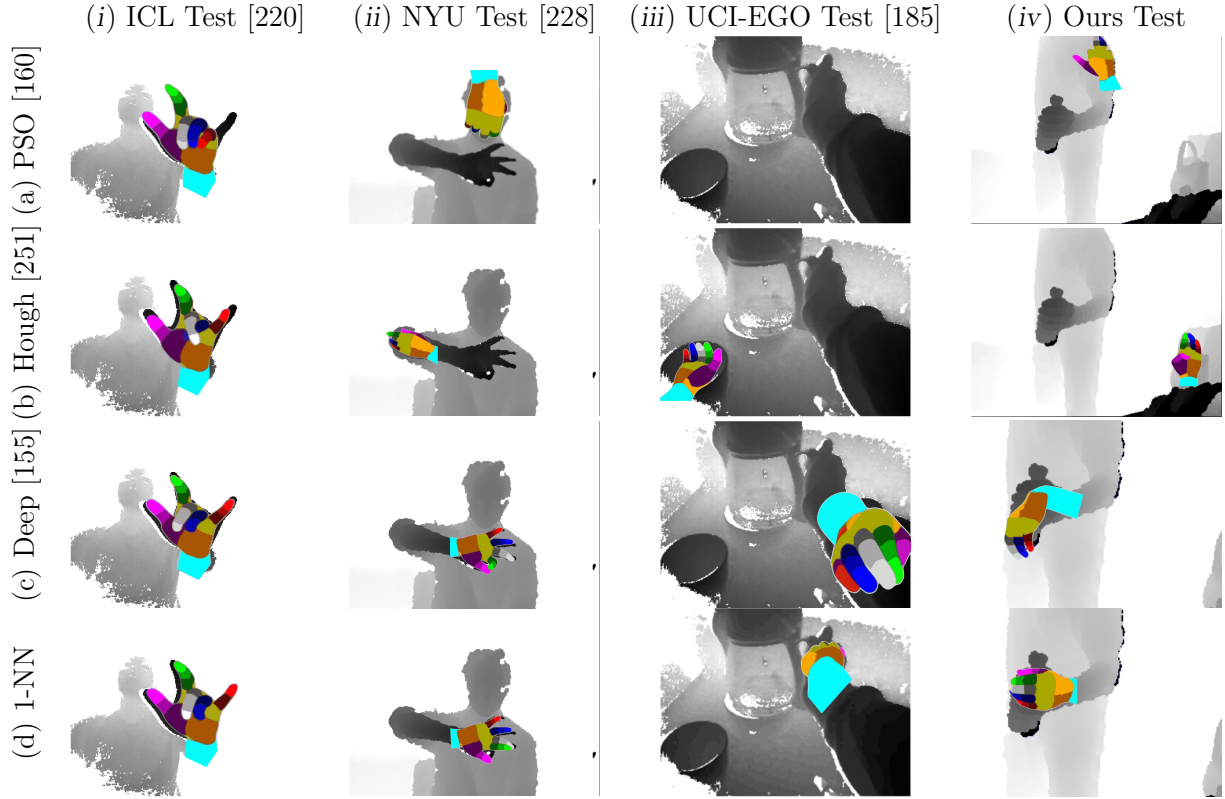 (i) ICL Test [220] (ii) NYU Test [228] (iii) UCI-EGO Test [185] (iv) Ours Test
(a) PSO [160]
(b) Hough [251]
(c) Deep [155]
(d) 1-NN